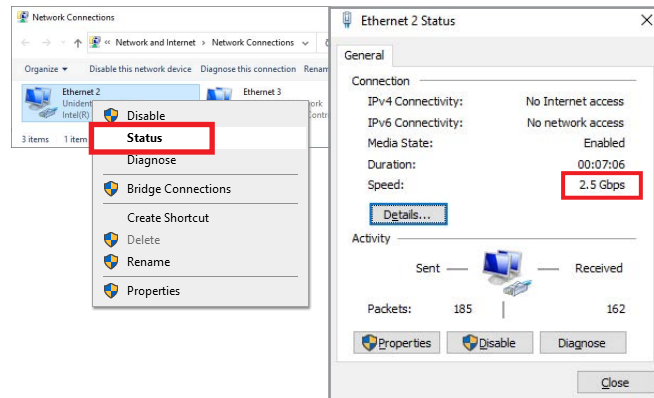 Network Connections
« Network and Internet › Network Connections
Organize
Disable this network device
Diagnose this connection
Ethernet 2
Intel(R)
Ethernet 3
3 items
Disable
Status
Diagnose
Bridge Connections
Create Shortcut
Delete
Rename
Properties
Ethernet 2 Status
General
Connection
IPv4 Connectivity: No Internet access
IPv6 Connectivity: No network access
Media State: Enabled
Duration: 00:07:06
Speed: 2.5 Gbps
Details...
Activity
Sent — — Received
Packets: 185 | 162
Properties
Disable
Diagnose
Close